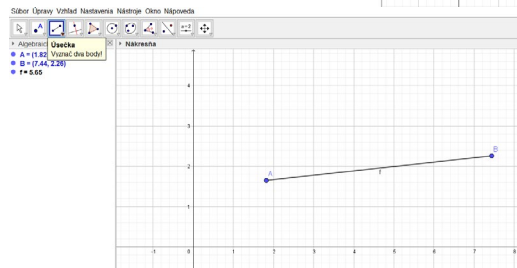 Súbor Úpravy Vzhľad Nastavenia Nástroje Okno Nápoveda
A
a=2
Algebraic
Úsečka
Vyznač dva body!
Nákresňa
A = (1.82
B = (7.44, 2.26)
f = 5.65
4
3
2
1
A
B
f
-1 0 1 2 3 4 5 6 7 8